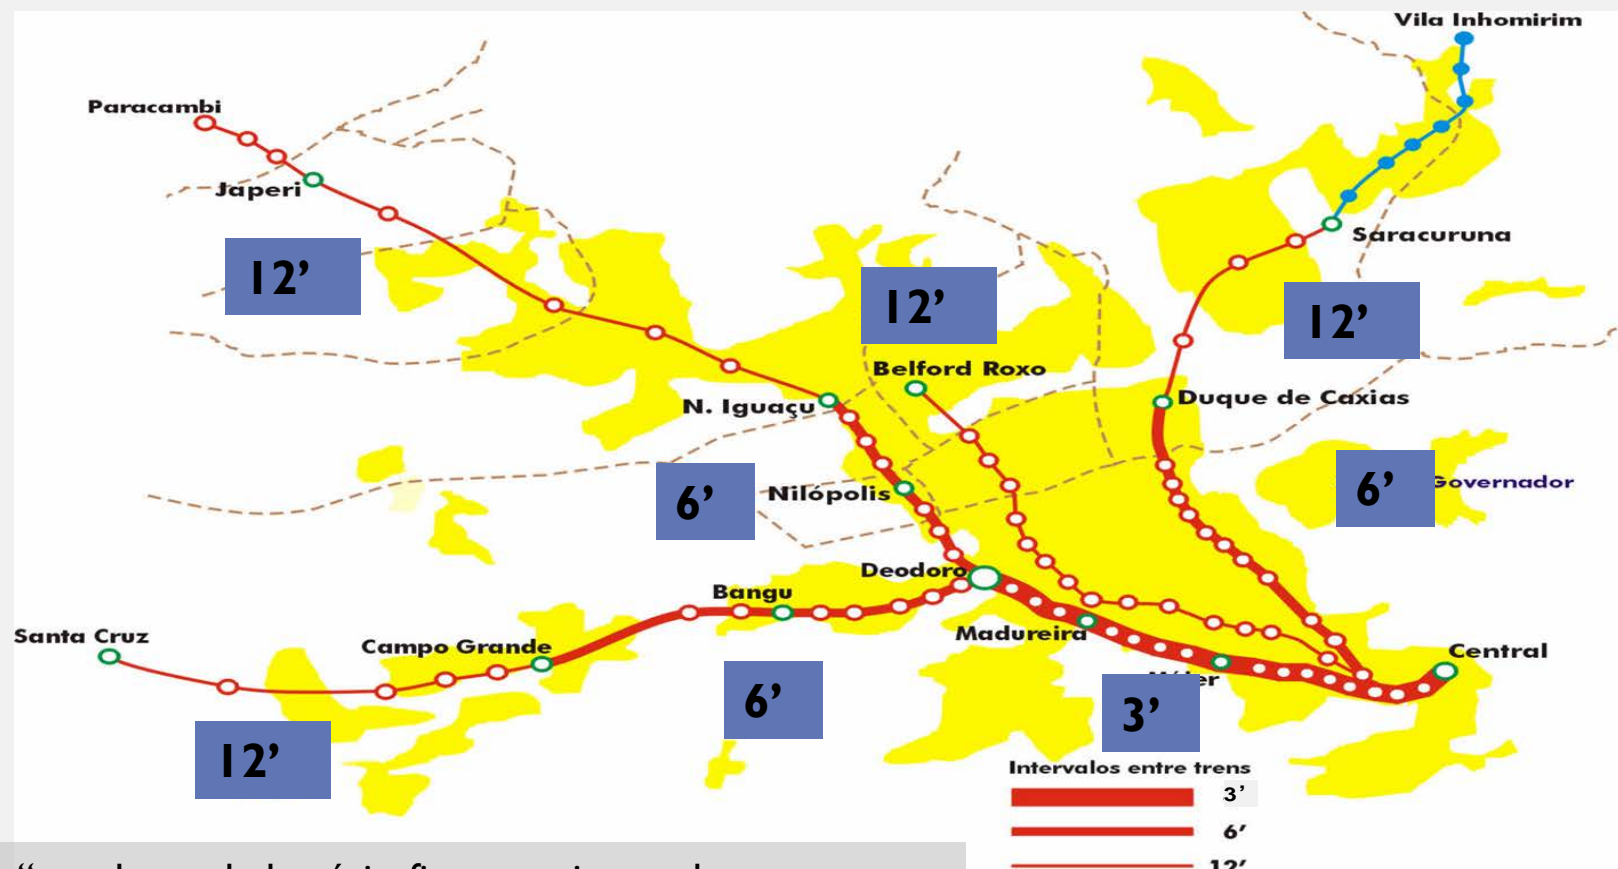 Vila Inhomirim
Paracambi
Japeri
Saracuruna
12’
12’
12’
Belford Roxo
N. Iguaçu
Duque de Caxias
6’
Nilópolis
6’
Governador
Deodoro
Bangu
Santa Cruz
Campo Grande
Madureira
Central
6’
3’
12’
Intervalos entre trens
3’
6’
12’